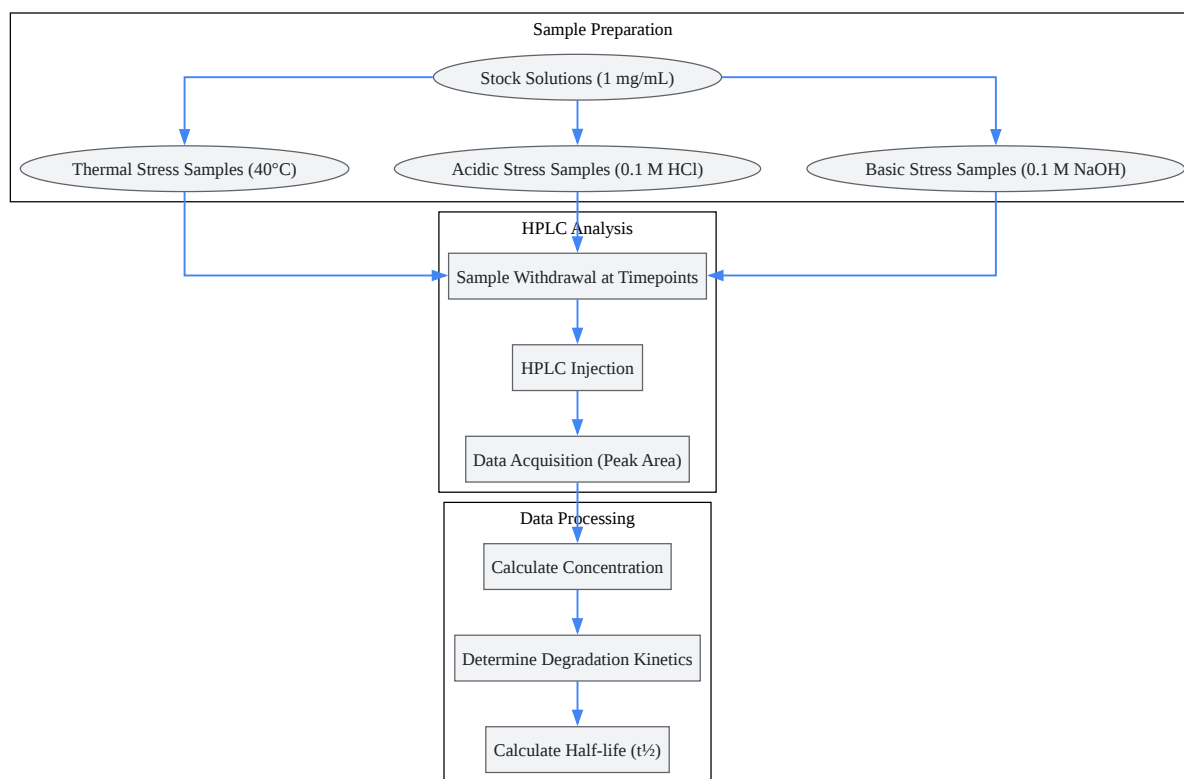 Sample Preparation
Stock Solutions (1 mg/mL)
Thermal Stress Samples (40°C)
Acidic Stress Samples (0.1 M HCl)
Basic Stress Samples (0.1 M NaOH)
HPLC Analysis
Sample Withdrawal at Timepoints
HPLC Injection
Data Acquisition (Peak Area)
Data Processing
Calculate Concentration
Determine Degradation Kinetics
Calculate Half-life (t½)